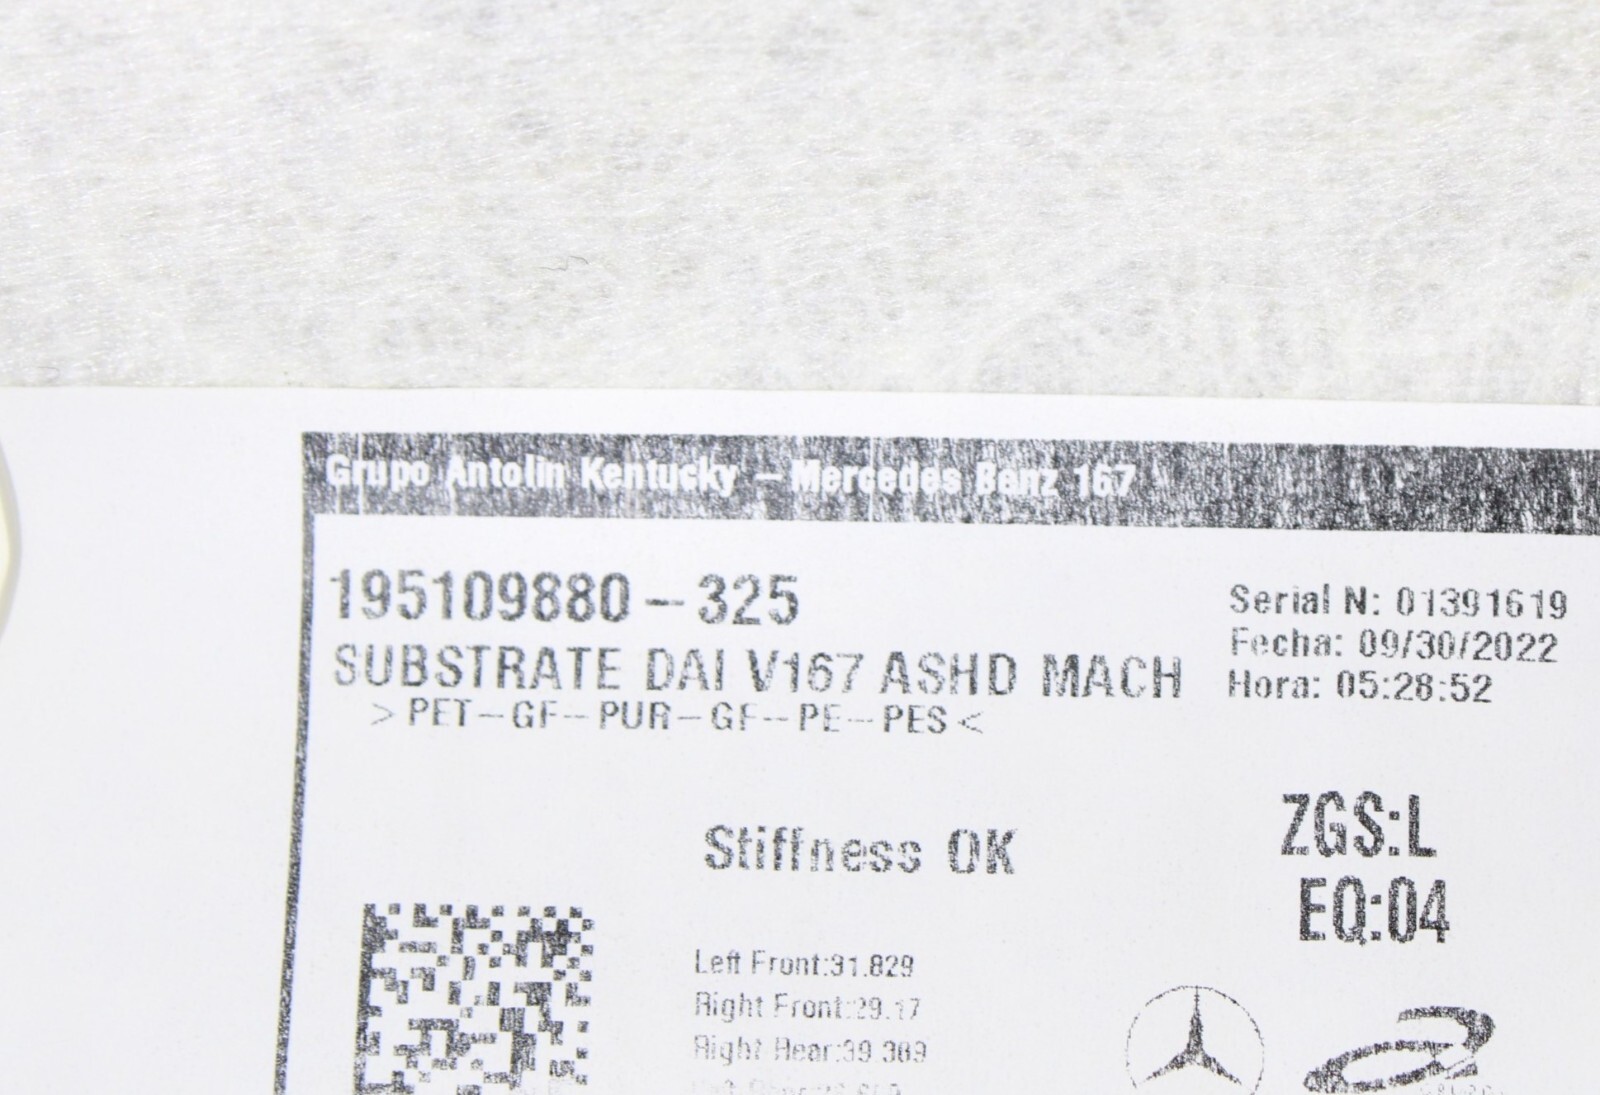 Grupo Antolin Kentucky - Mercedes Benz 167
195109880-325
SUBSTRATE DAI V167 ASHD MACH
>PET-GF-PUR-GF-PE-PES<
Serial N: 01391619
Fecha: 09/30/2022
Hora: 05:28:52
Stiffness OK
ZGS:L
EQ:04
Left Front:31.829
Right Front:29.17
Right Rear:39.389